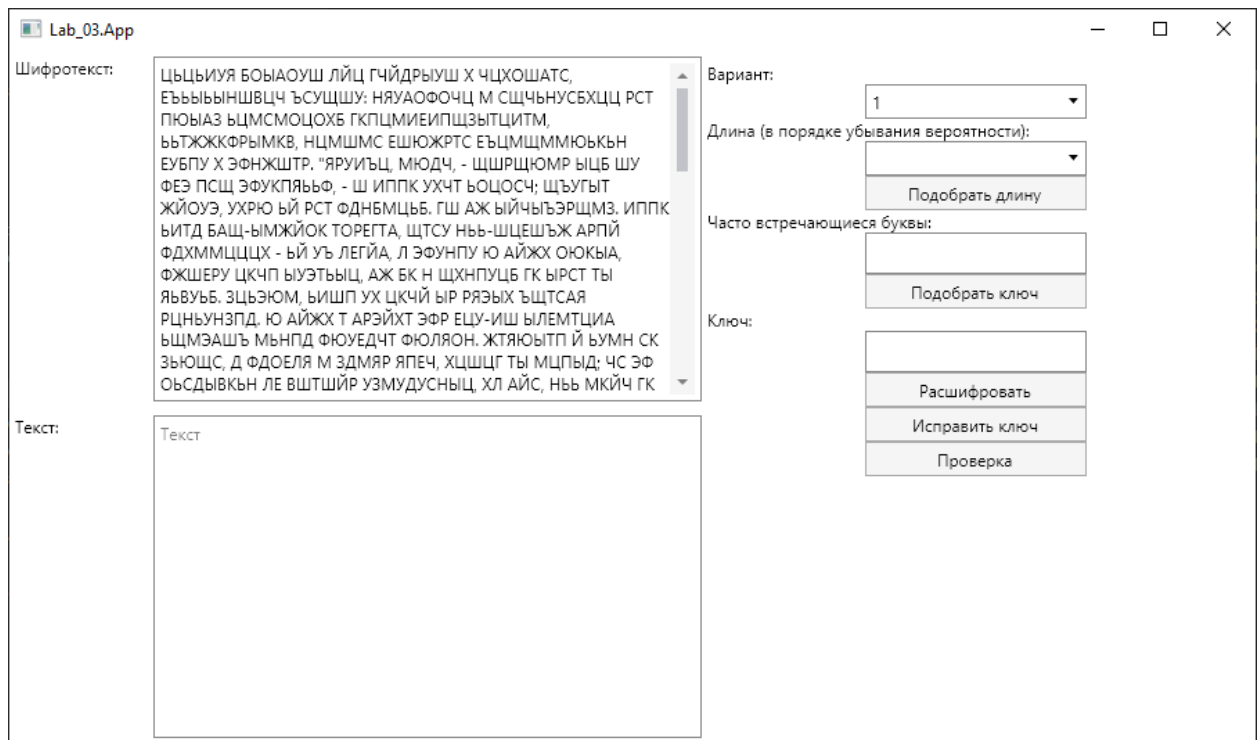 Lab_03.App
Шифротекст:
ЦЬЦЬИУЯ БОЫАОУШ ЛЙЦ ГЧЙДРЫУШ Х ЧЦХОШАТС,
ЕЪЬЫЬЫНШВЦЧ ЪСУЩШУ: НЯУАОФОЧЦ М СЩЧЬНУСБХЦЦ РСТ
ПЮЫАЗ ЬЦМСМОЦОХБ ГКПЦМИЕИПЩЗЫТЦИТМ,
ЬЬТЖЖКФРЫМКВ, НЦМШМС ЕШЮЖРТС ЕЪЦМЩММЮЬКЬН
ЕУБПУ Х ЭФНЖШТР. "ЯРУИЪЦ, МЮДЧ, - ЩШРЩЮМР ЫЦБ ШУ
ФЕЭ ПСЩ ЭФУКПЯЬЬФ, - Ш ИППК УХЧТ ЬОЦОСЧ; ЩЪУГЫТ
ЖЙОУЭ, УХРЮ ЬЙ РСТ ФДНБМЦЬБ. ГШ АЖ ЫЙЧЫЪЭРЩМЗ. ИППК
ЬИТД БАЩ-ЫМЖЙОК ТОРЕГТА, ЩТСУ НЬЬ-ШЦЕШЪЖ АРПЙ
ФДХММЦЦЦХ - ЬЙ УЪ ЛЕГЙА, Л ЭФУНПУ Ю АЙЖХ ОЮКЫА,
ФЖШЕРУ ЦКЧП ЫУЭТЬЫЦ, АЖ БК Н ЩХНПУЦБ ГК ЫРСТ ТЫ
ЯЬВУЬБ. ЗЦЬЭЮМ, ЬИШП УХ ЦКЧЙ ЫР РЯЭЫХ ЪЩТСАЯ
РЦНЬУНЗПД. Ю АЙЖХ Т АРЭЙХТ ЭФР ЕЦУ-ИШ ЫЛЕМТЦИА
ЬЩМЭАШЪ МЬНПД ФЮУЕДЧТ ФЮЛЯОН. ЖТЯЮЫТП Й ЬУМН СК
ЗЬЮЩС, Д ФДОЕЛЯ М ЗДМЯР ЯПЕЧ, ХЦШЦГ ТЫ МЦПЫД; ЧС ЭФ
ОЬСДЫВКЬН ЛЕ ВШТШЙР УЗМУДУСНЫЦ, ХЛ АЙС, НЬЬ МКЙЧ ГК
Вариант:
1
Длина (в порядке убывания вероятности):
Подобрать длину
Часто встречающиеся буквы:
Подобрать ключ
Ключ:
Расшифровать
Исправить ключ
Проверка
Текст:
Текст